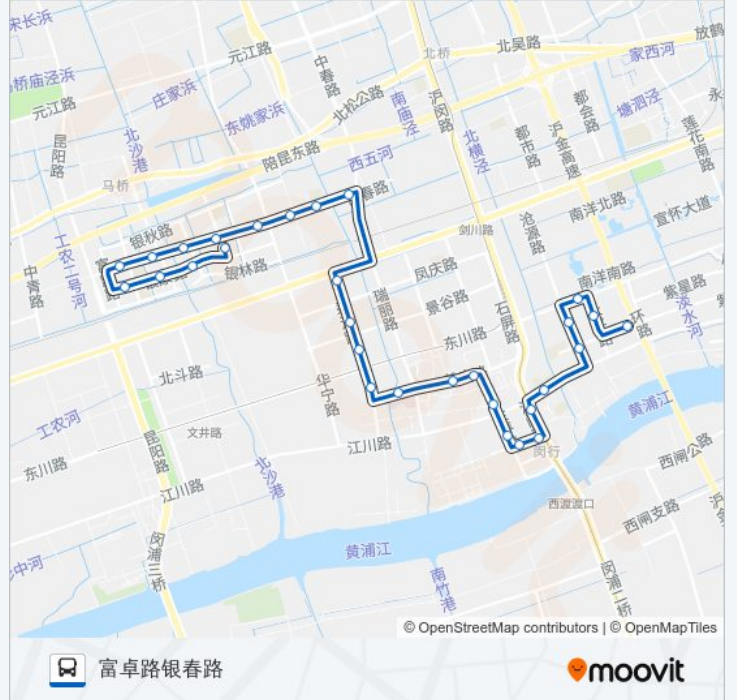 宋长浜
元江路
中春路
北桥
北吴路
放鹤
家西河
桥庙泾浜
庄家浜
北松公路
南庙泾
沪闵路
都会路
塘泗泾
永
元江路
东姚家浜
昆阳路
北沙港
陪昆东路
西五河
北横泾
都市路
沪金高速
莲花南路
马桥
春路
南洋北路
宣怀大道
银秋路
剑川路
沧源路
工农二号河
中青路
银林路
凤庆路
南洋南路
紫星路
瑞丽路
景谷路
石屏路
淡水河
环路
东川路
北斗路
华宁路
黄浦江
工农河
文井路
昆阳路
江川路
闵行
西闸公路
东川路
北沙港
江川路
西渡渡口
西闸支路
沪金
闵浦三桥
黄浦江
中河
南竹港
闵浦二桥
© OpenStreetMap contributors | © OpenMapTiles
富卓路银春路
moovit